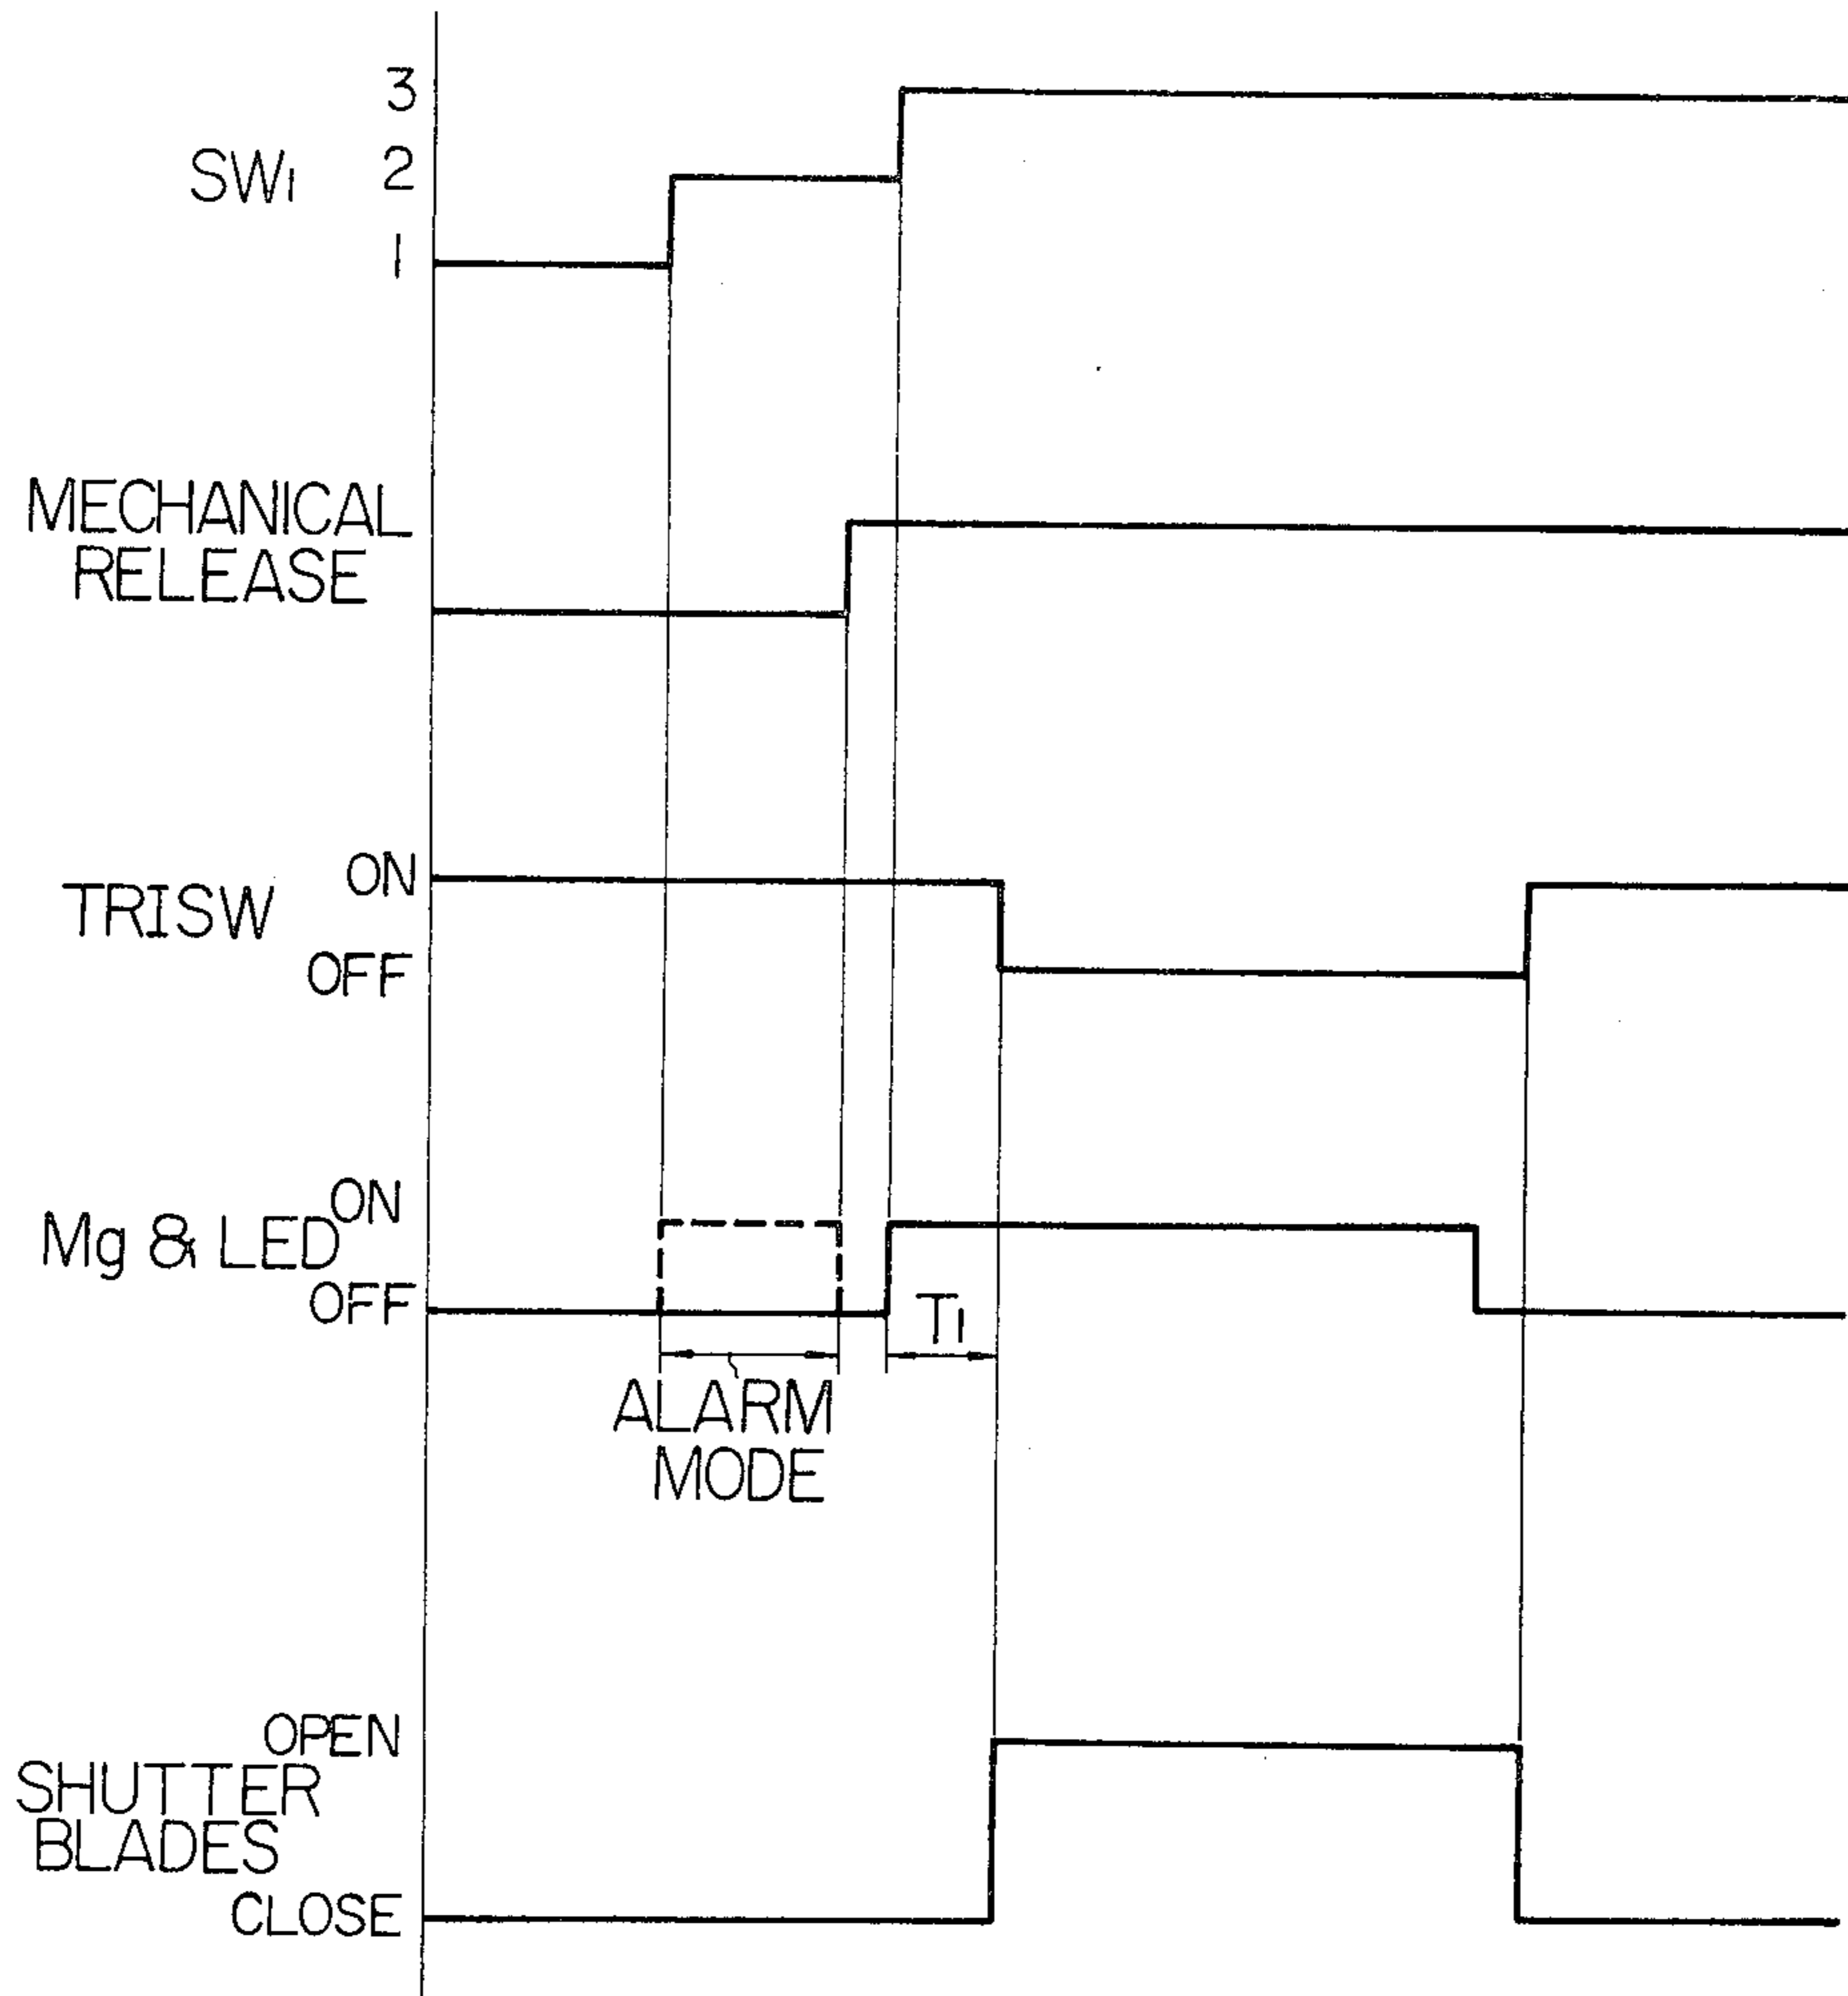 3
SW1 2
1
MECHANICAL
RELEASE
ON
TRISW
OFF
ON
Mg & LED
OFF
T1
ALARM
MODE
OPEN
SHUTTER
BLADES
CLOSE